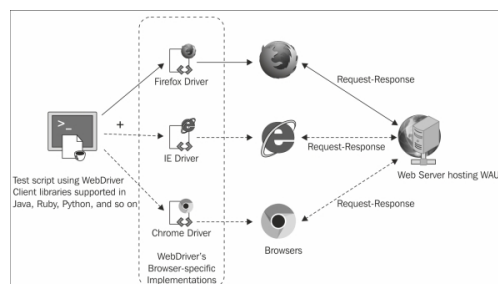 Firefox Driver
Request-Response
>_
+
IE Driver
Request-Response
Test script using WebDriver
Client libraries supported in
Java, Ruby, Python, and so on
Web Server hosting WAU
Request-Response
Chrome Driver
Browsers
WebDriver's
Browser-specific
Implementations